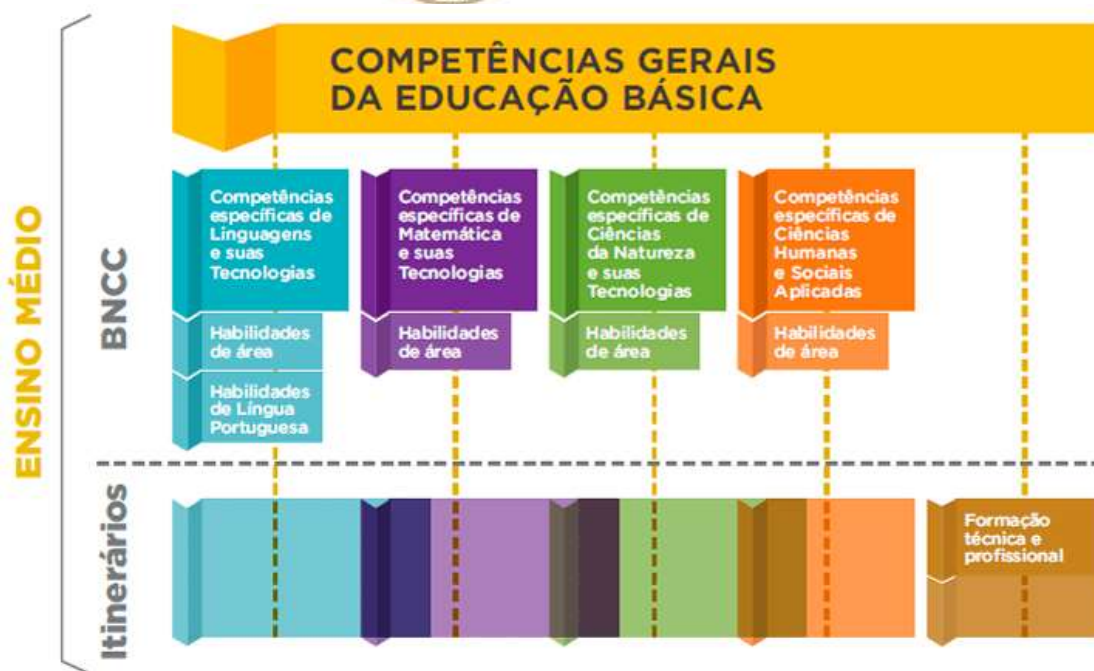 ENSINO MÉDIO
BNCC
COMPETÊNCIAS GERAIS
DA EDUCAÇÃO BÁSICA
Competências
específicas de
Linguagens
e suas
Tecnologias
Habilidades
de área
Habilidades
de Língua
Portuguesa
Competências
específicas de
Matemática
e suas
Tecnologias
Habilidades
de área
Competências
específicas de
Ciências
da Natureza
e suas
Tecnologias
Habilidades
de área
Competências
específicas de
Ciências
Humanas
e Sociais
Aplicadas
Habilidades
de área
Itinerários
Formação
técnica e
profissional